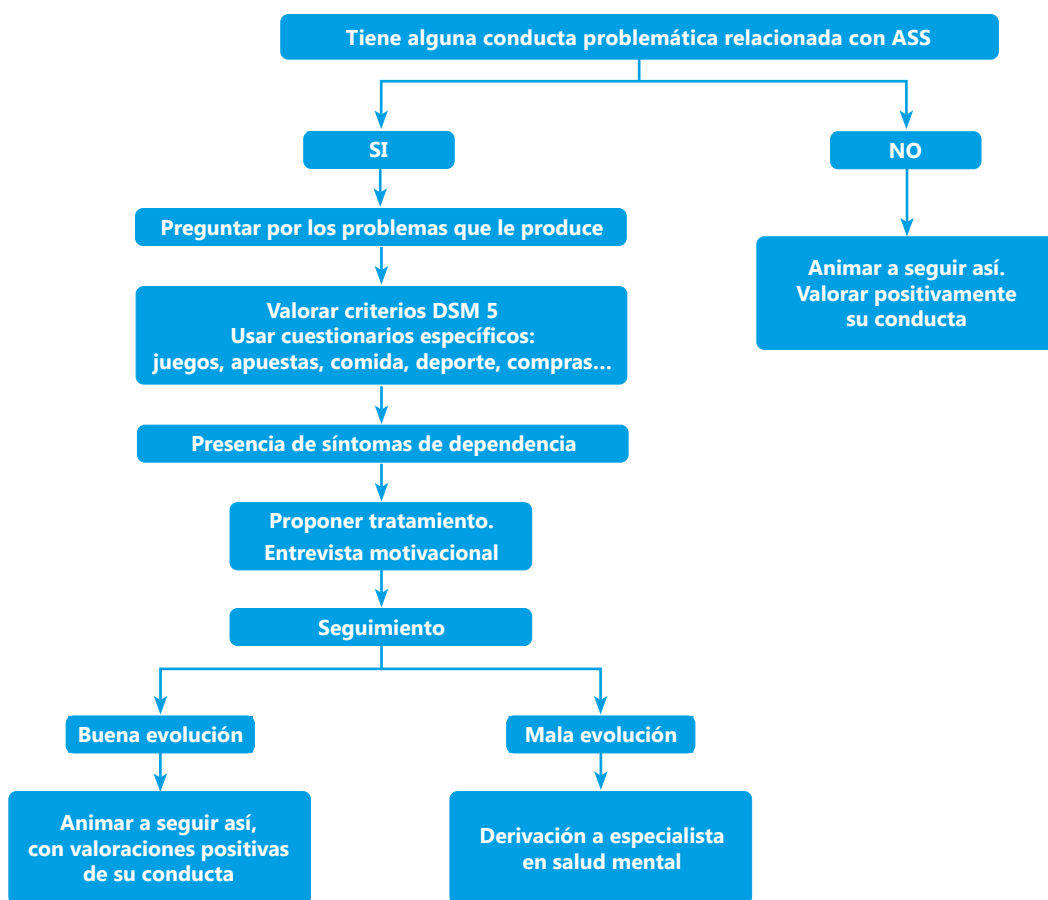 Tiene alguna conducta problemática relacionada con ASS
SI
NO
Preguntar por los problemas que le produce
Animar a seguir así.
Valorar positivamente
su conducta
Valorar criterios DSM 5
Usar cuestionarios específicos:
juegos, apuestas, comida, deporte, compras...
Presencia de síntomas de dependencia
Proponer tratamiento.
Entrevista motivacional
Seguimiento
Buena evolución
Mala evolución
Animar a seguir así,
con valoraciones positivas
de su conducta
Derivación a especialista
en salud mental